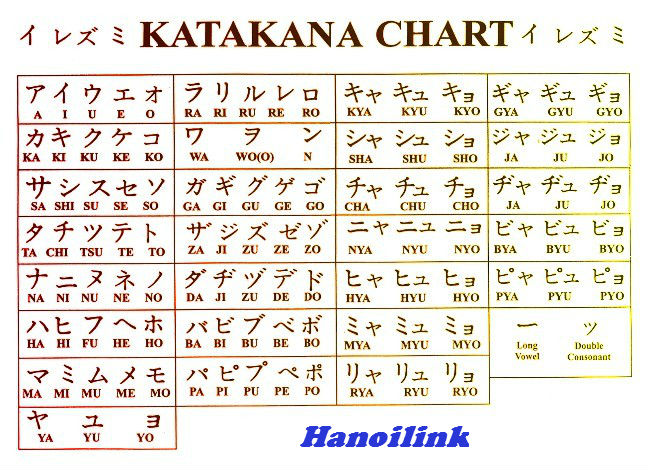 イ レ ズ ミ KATAKANA CHART イ レ ズ ミ
ア イ ウ エ オ
A I U E O
カ キ ク ケ コ
KA KI KU KE KO
サ シ ス セ ソ
SA SHI SU SE SO
タ チ ツ テ ト
TA CHI TSU TE TO
ナ ニ ヌ ネ ノ
NA NI NU NE NO
ハ ヒ フ ヘ ホ
HA HI FU HE HO
マ ミ ム メ モ
MA MI MU ME MO
ヤ ユ ヨ
YA YU YO
ラ リ ル レ ロ
RA RI RU RE RO
ワ ヲ ン
WA WO(O) N
ガ ギ グ ゲ ゴ
GA GI GU GE GO
ザ ジ ズ ゼ ゾ
ZA JI ZU ZE ZO
ダ ヂ ヅ デ ド
DA JI ZU DE DO
バ ビ ブ ベ ボ
BA BI BU BE BO
パ ピ プ ペ ポ
PA PI PU PE PO
キャ キュ キョ
KYA KYU KYO
シャ シュ ショ
SHA SHU SHO
チャ チュ チョ
CHA CHU CHO
ニャ ニュ ニョ
NYA NYU NYO
ヒャ ヒュ ヒョ
HYA HYU HYO
ミャ ミュ ミョ
MYA MYU MYO
リャ リュ リョ
RYA RYU RYO
ギャ ギュ ギョ
GYA GYU GYO
ジャ ジュ ジョ
JA JU JO
ヂャ ヂュ ヂョ
JA JU JO
ビャ ビュ ビョ
BYA BYU BYO
ピャ ピュ ピョ
PYA PYU PYO
ー ッ
Long Double
Vowel Consonant
Hanoilink